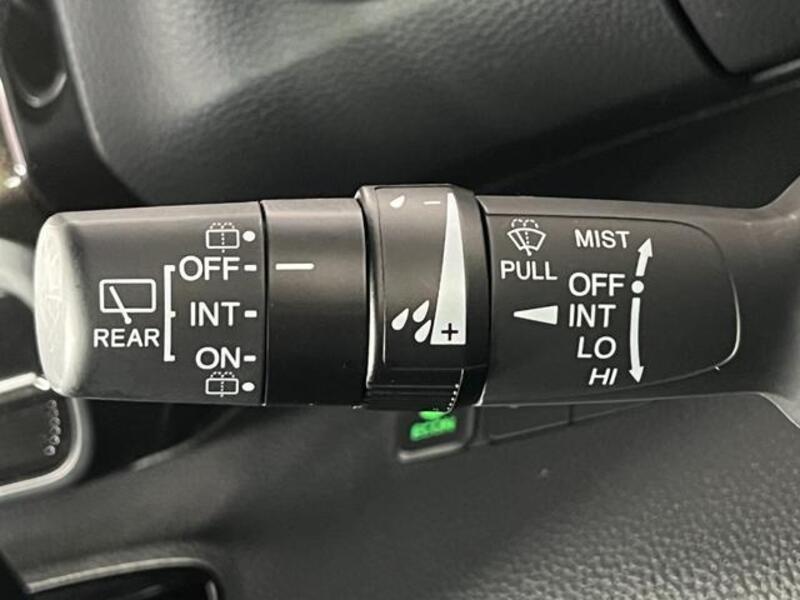 OFF
INT
ON
REAR
-
+
PULL
MIST
OFF
INT
LO
HI
ECON